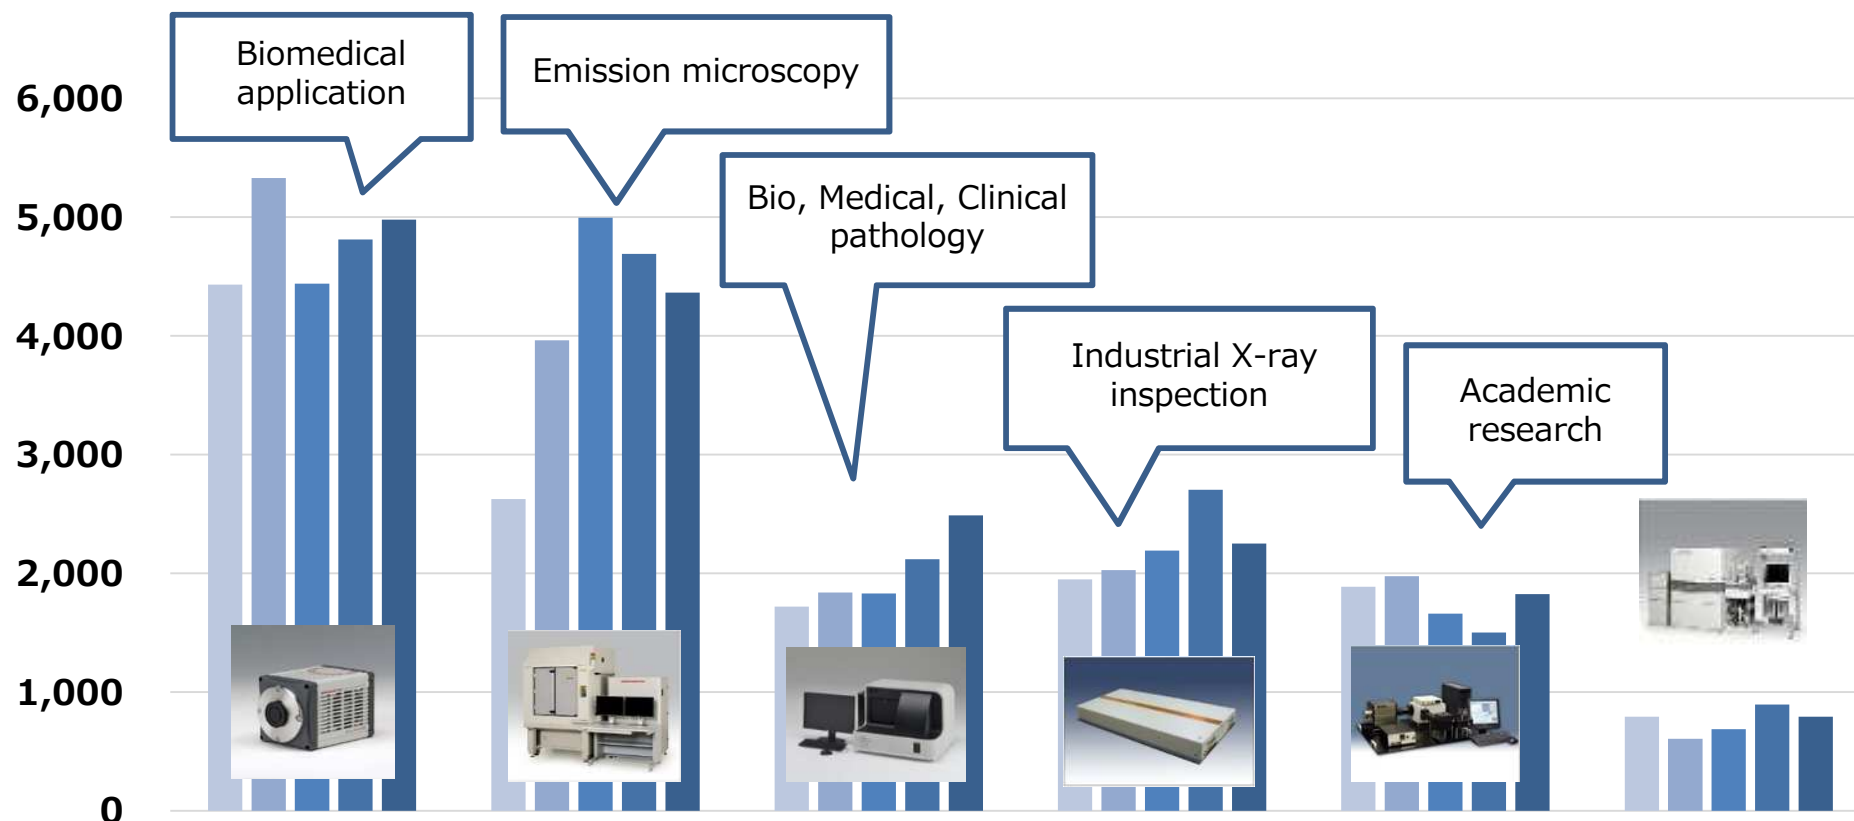 Biomedical
application
Emission microscopy
6,000
5,000
Bio, Medical, Clinical
pathology
4,000
Industrial X-ray
inspection
Academic
research
3,000
2,000
1,000
0